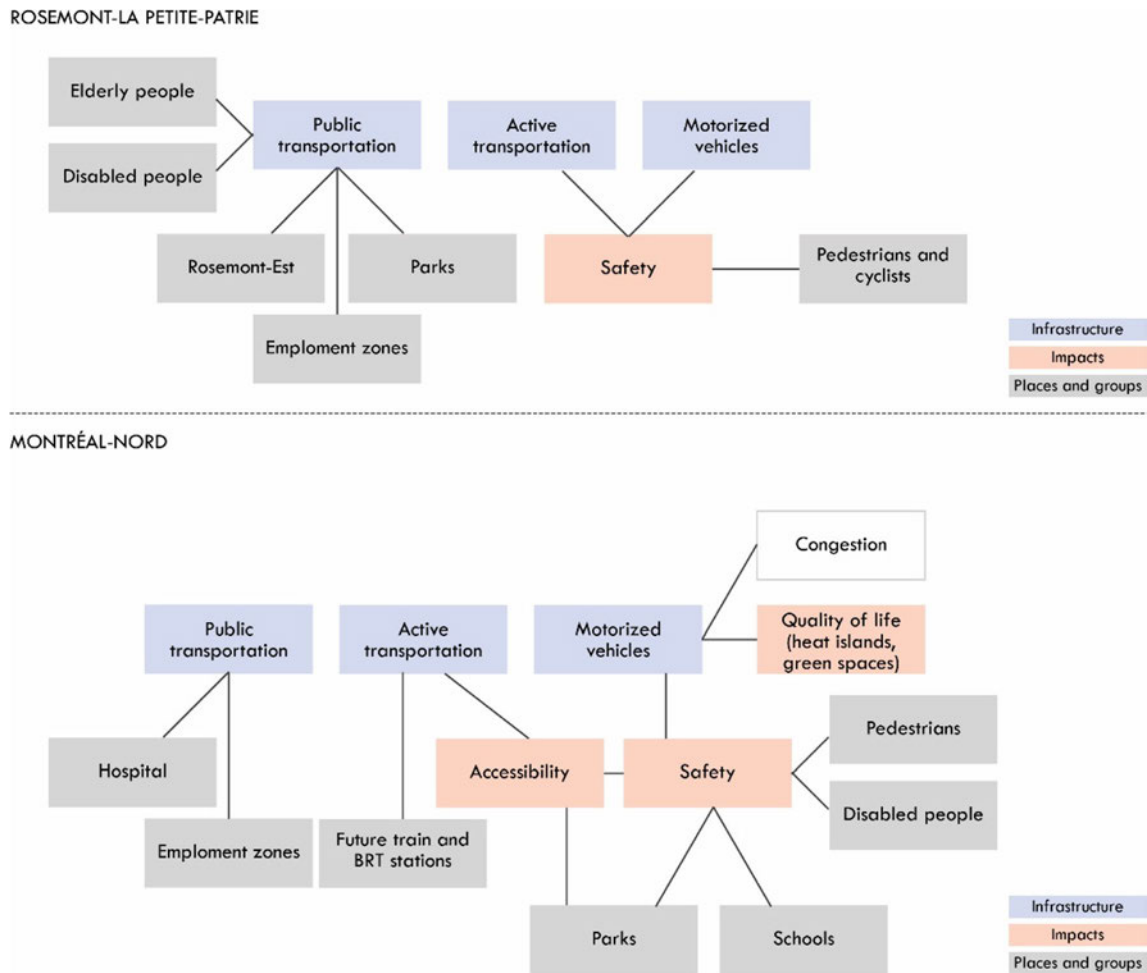 ROSEMONT-LA PETITE-PATRIE
Elderly people
Disabled people
Public
transportation
Active
transportation
Motorized
vehicles
Rosemont-Est
Parks
Emploment zones
Safety
Pedestrians and
cyclists
Infrastructure
Impacts
Places and groups
MONTRÉAL-NORD
Congestion
Quality of life
(heat islands,
green spaces)
Public
transportation
Active
transportation
Motorized
vehicles
Hospital
Emploment zones
Future train and
BRT stations
Accessibility
Safety
Pedestrians
Disabled people
Parks
Schools
Infrastructure
Impacts
Places and groups